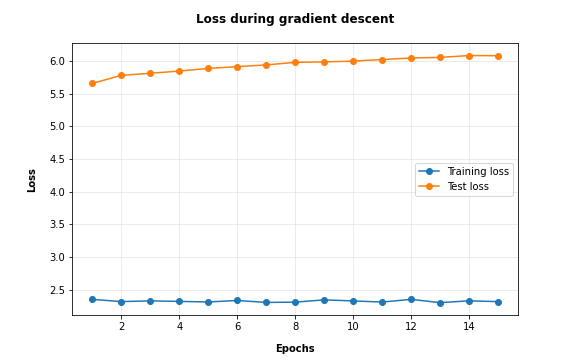 Loss during gradient descent
6.0
5.5
5.0
4.5
4.0
3.5
3.0
2.5
Loss
Training loss
Test loss
2 4 6 8 10 12 14
Epochs